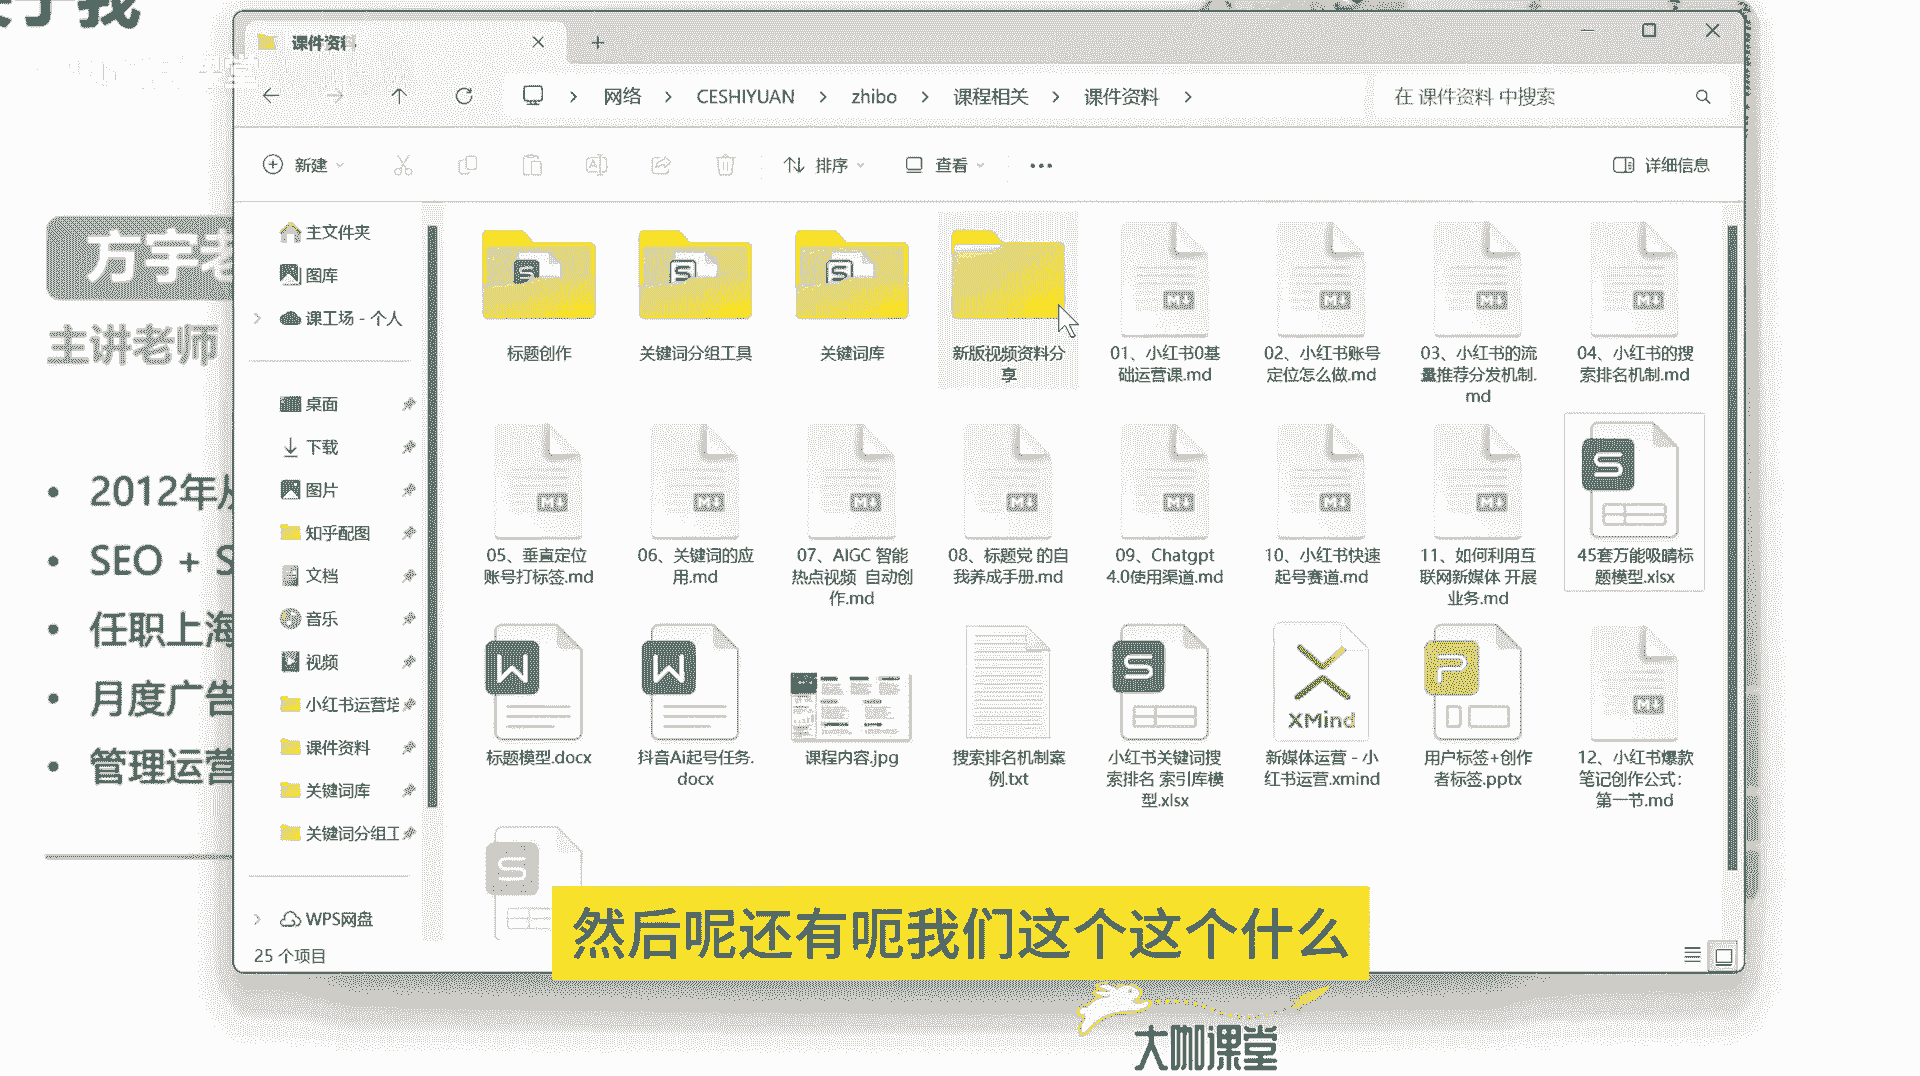 课件资料
网络 CESHIYUAN zhibo 课程相关 课件资料
在 课件资料 中搜索
新建
排序
查看
详细信息
主文件夹
图库
课工场 - 个人
桌面
下载
图片
知乎配图
文档
音乐
视频
小红书运营培
课件资料
关键词库
关键词分组工
WPS网盘
25 个项目
标题创作
关键词分组工具
关键词库
新版视频资料分
享
01、小红书0基
础运营课.md
02、小红书账号
定位怎么做.md
03、小红书的流
量推荐分发机制.
md
04、小红书的搜
索排名机制.md
05、垂直定位
账号打标签.md
06、关键词的应
用.md
07、AIGC 智能
热点视频 自动创
作.md
08、标题党 的自
我养成手册.md
09、Chatgpt
4.0使用渠道.md
10、小红书快速
起号赛道.md
11、如何利用互
联网新媒体 开展
业务.md
45套万能吸睛标
题模型.xlsx
标题模型.docx
抖音Ai起号任务.
docx
课程内容.jpg
搜索排名机制案
例.txt
小红书关键词搜
索排名 索引库模
型.xlsx
XMind
新媒体运营 - 小
红书运营.xmind
用户标签+创作
者标签.pptx
12、小红书爆款
笔记创作公式：
第一节.md
方宇老
主讲老师
2012年从
SEO + S
任职上海
月度广告
管理运营
然后呢还有呃我们这个这个什么
大咖课堂